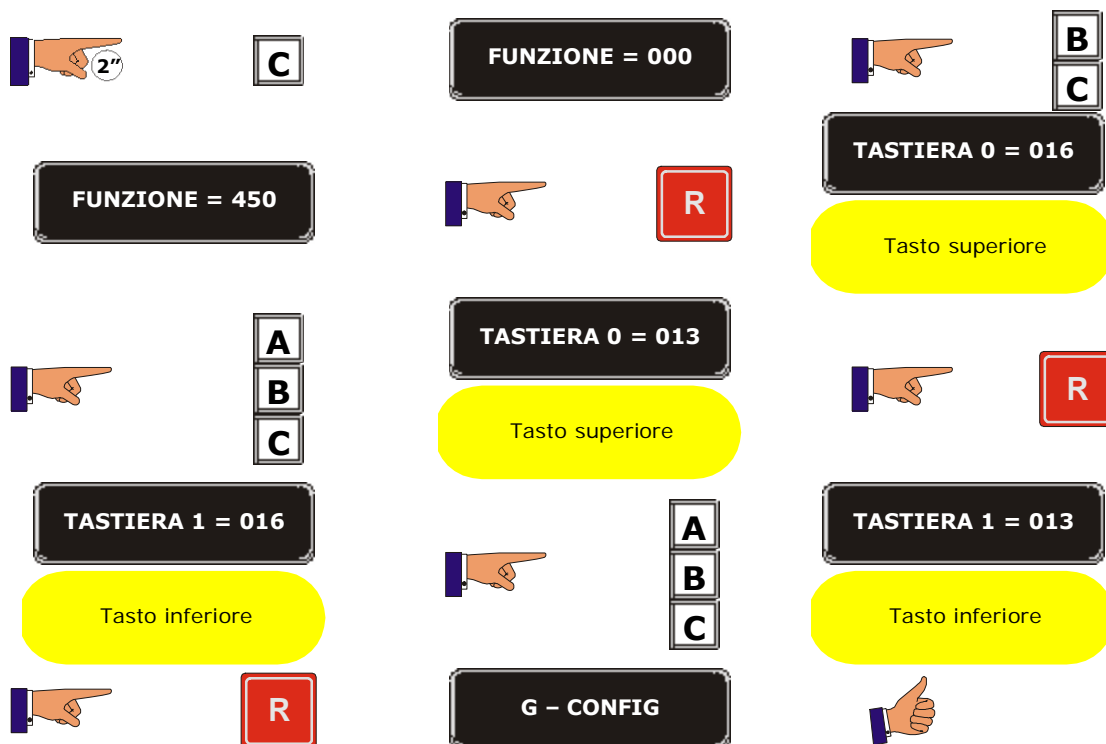 2”
C
FUNZIONE = 000
B
C
FUNZIONE = 450
R
TASTIERA 0 = 016
Tasto superiore
A
B
C
TASTIERA 0 = 013
Tasto superiore
R
TASTIERA 1 = 016
Tasto inferiore
A
B
C
TASTIERA 1 = 013
Tasto inferiore
R
G – CONFIG